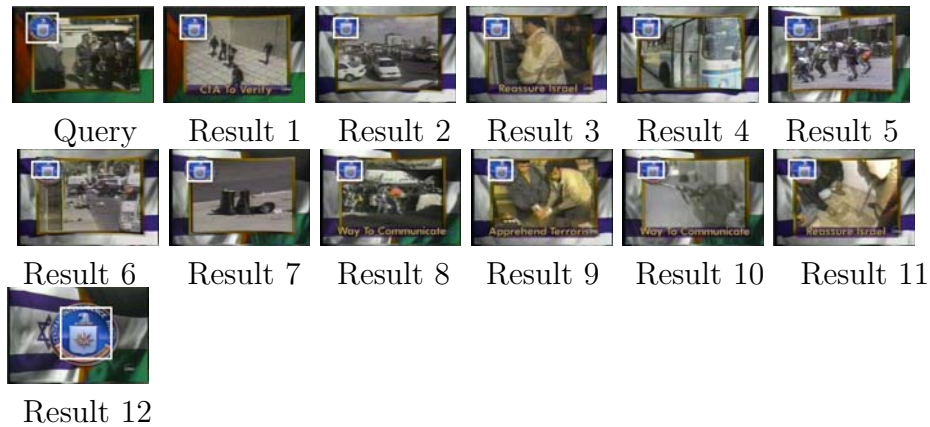 CIA To Verify
Reassure Israel
Query Result 1 Result 2 Result 3 Result 4 Result 5
Way To Communicate
Apprehend Terrorist
Way To Communicate
Reassure Israel
Result 6 Result 7 Result 8 Result 9 Result 10 Result 11
Result 12